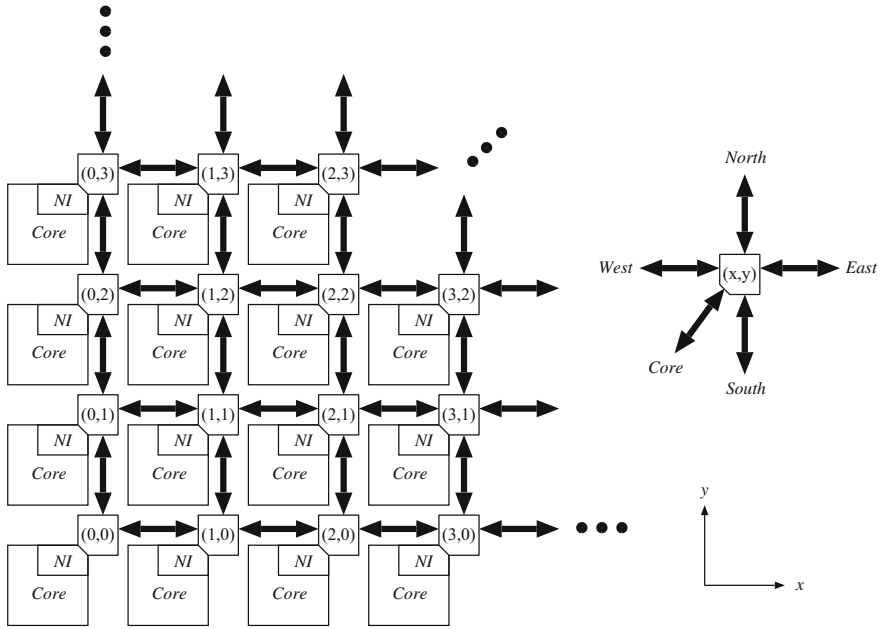 North
(0,3) (1,3) (2,3)
NI NI NI
Core Core Core
West (x,y) East
(0,2) (1,2) (2,2) (3,2)
NI NI NI NI
Core Core Core Core
Core
South
(0,1) (1,1) (2,1) (3,1)
NI NI NI NI
Core Core Core Core
y
(0,0) (1,0) (2,0) (3,0)
NI NI NI NI
x
Core Core Core Core